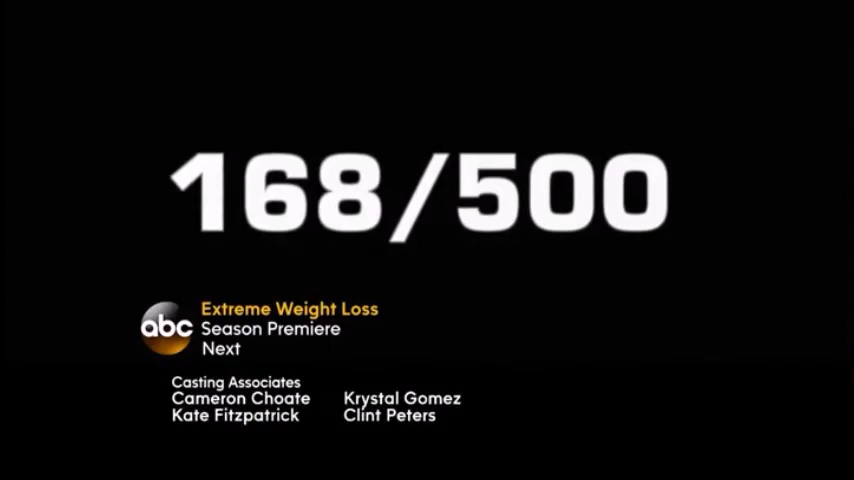 168/500
abc
Extreme Weight Loss
Season Premiere
Next
Casting Associates
Cameron Choate Krystal Gomez
Kate Fitzpatrick Clint Peters